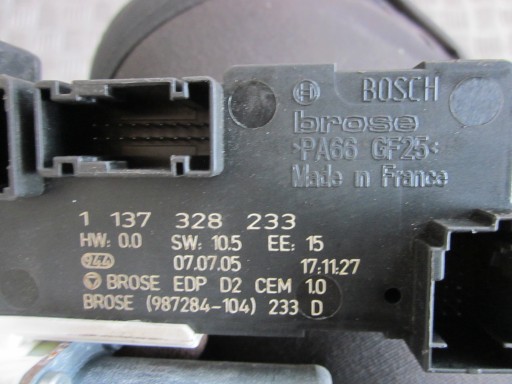 BOSCH
brose
>PA66 GF25<
Made in France
1 137 328 233
HW: 0.0 SW: 10.5 EE: 15
944 07.07.05 17:11:27
BROSE EDP D2 CEM 1.0
BROSE (987284-104) 233 D